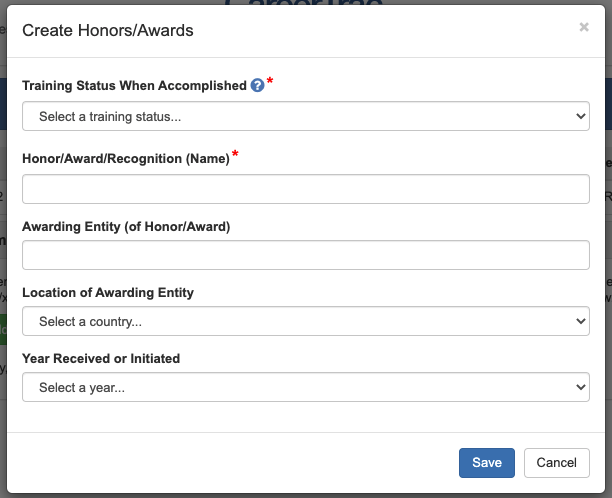 Create Honors/Awards ×
Training Status When Accomplished ? *
Select a training status...
Honor/Award/Recognition (Name) *
Awarding Entity (of Honor/Award)
Location of Awarding Entity
Select a country...
Year Received or Initiated
Select a year...
Save Cancel